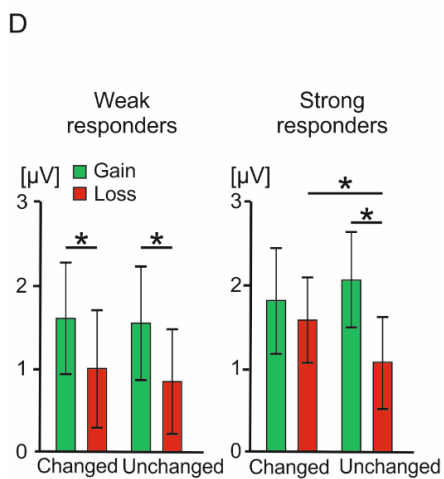 D
Weak
responders
Strong
responders
[µV]
Gain
Loss
[µV]
3
*
*
*
*
3
2
2
1
1
0
0
Changed Unchanged
Changed Unchanged